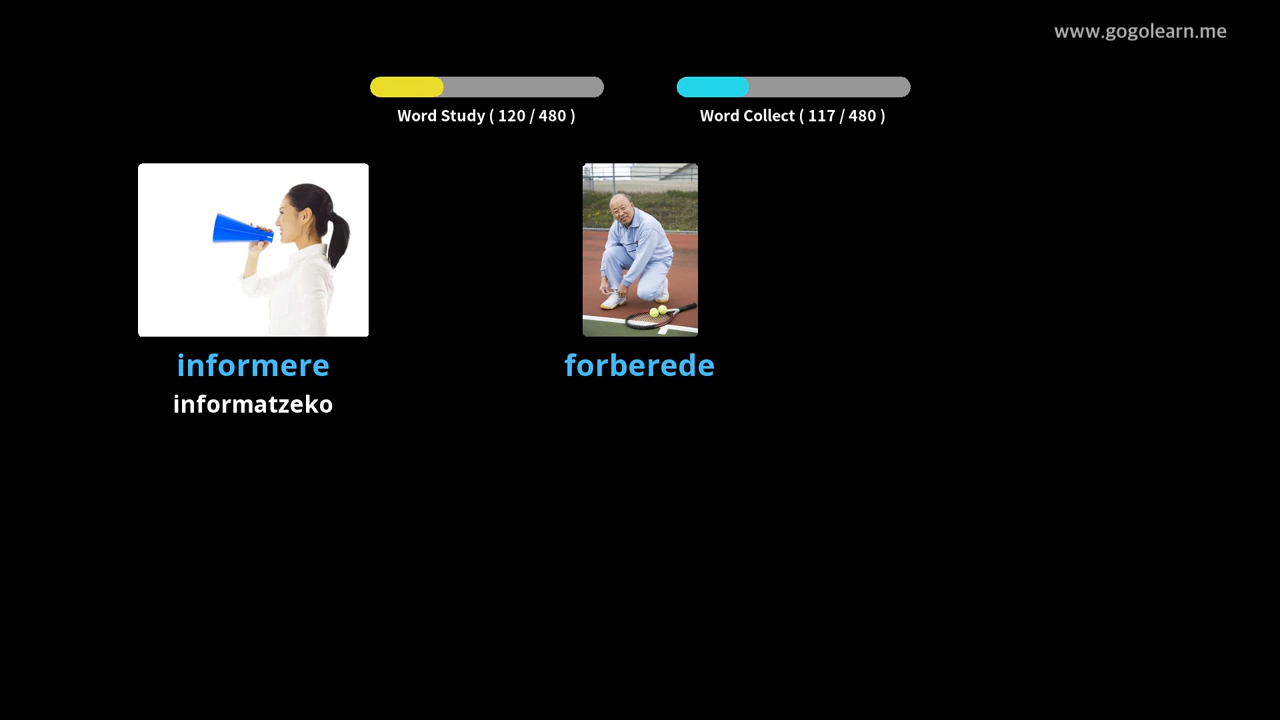 www.gogolearn.me
Word Study ( 120 / 480 )
Word Collect ( 117 / 480 )
informere
forberede
informatzeko